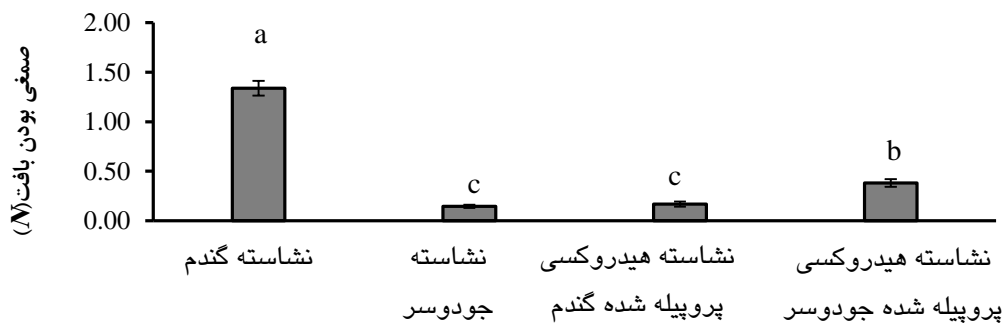 صمغی بودن بافت(N)
2.00
1.50
1.00
0.50
0.00
a
c
c
b
نشاسته گندم
نشاسته
جودوسر
نشاسته هیدروکسی
پروپیله شده گندم
نشاسته هیدروکسی
پروپیله شده جودوسر